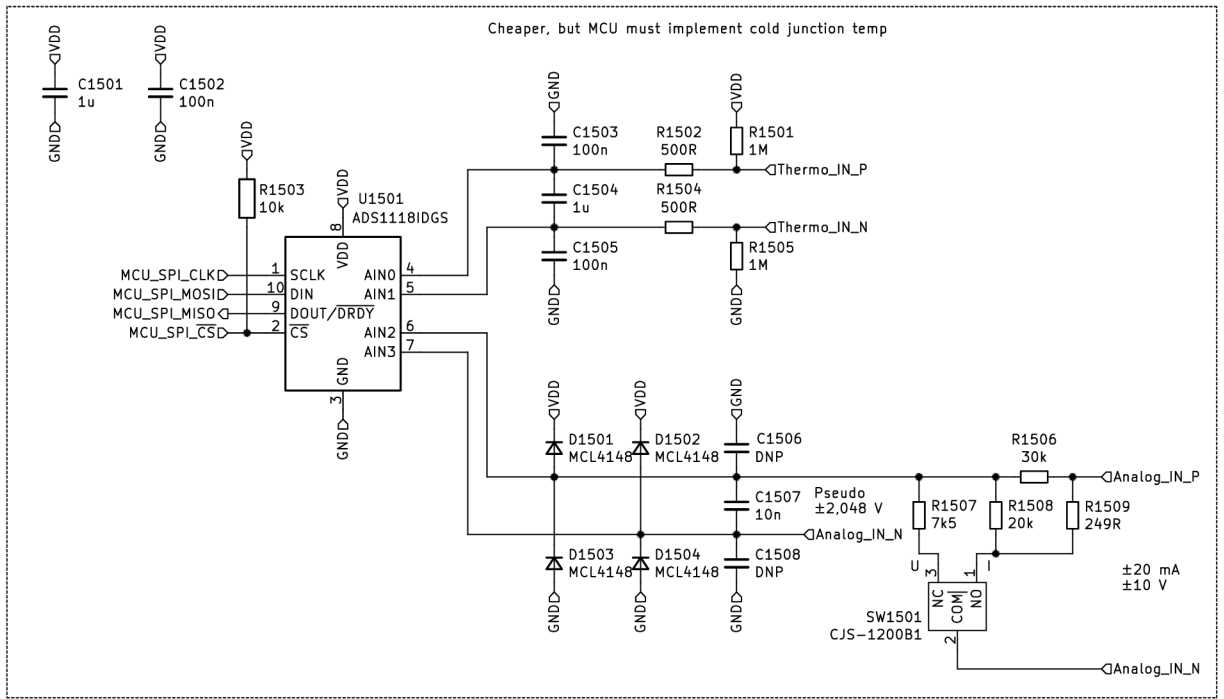 Cheaper, but MCU must implement cold junction temp
VDD
C1501
1u
GND
VDD
C1502
100n
GND
VDD
R1503
10k
VDD
U1501
ADS1118IDGS
8
VDD
MCU_SPI_CLK
1
SCLK
MCU_SPI_MOSI
10
DIN
MCU_SPI_MISO
9
DOUT/DRDY
MCU_SPI_CS
2
CS
AIN0
4
AIN1
5
AIN2
6
AIN3
7
GND
3
GND
GND
C1503
100n
R1502
500R
VDD
R1501
1M
Thermo_IN_P
C1504
1u
R1504
500R
Thermo_IN_N
C1505
100n
R1505
1M
GND
GND
VDD
D1501
MCL4148
VDD
D1502
MCL4148
GND
C1506
DNP
C1507
10n
Pseudo
±2,048 V
Analog_IN_N
D1503
MCL4148
D1504
MCL4148
C1508
DNP
GND
GND
GND
R1506
30k
Analog_IN_P
R1507
7k5
R1508
20k
R1509
249R
U
3
1
I
NC
COM
NO
SW1501
CJS-1200B1
2
±20 mA
±10 V
Analog_IN_N